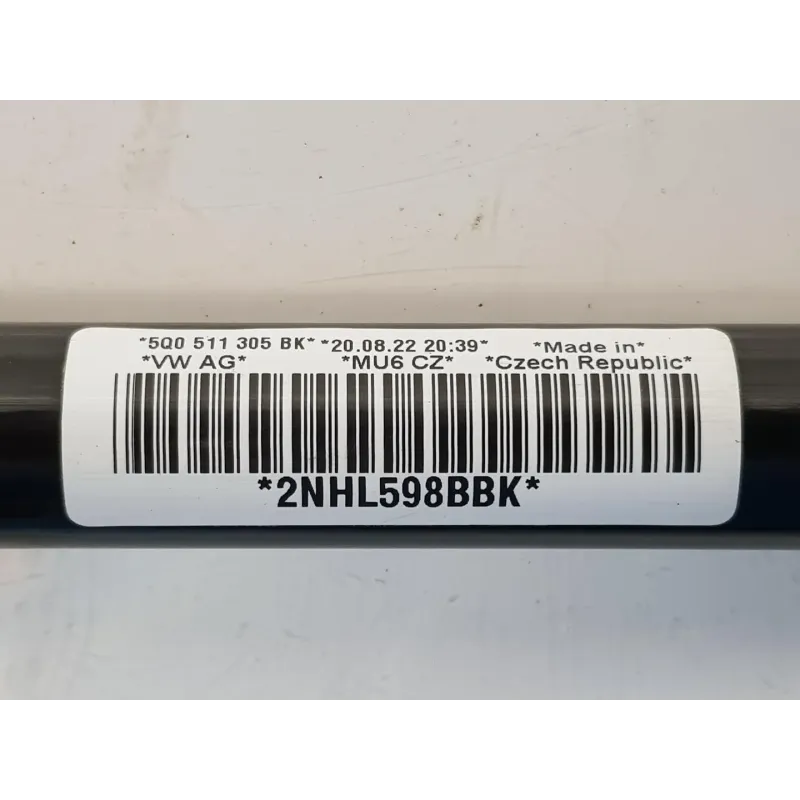 *5Q0 511 305 BK* *20.08.22 20:39* *Made in*
*VW AG* *MU6 CZ* *Czech Republic*
*2NHL598BBK*